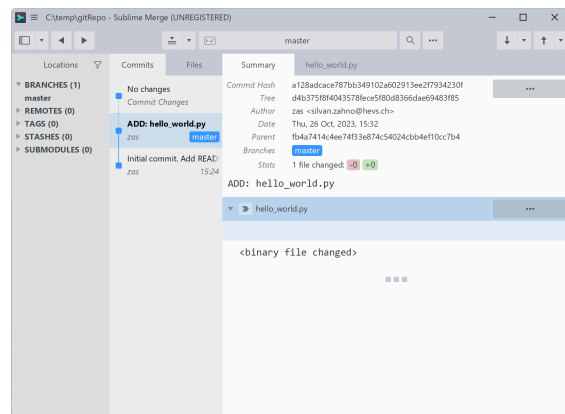 C:\temp\gitRepo - Sublime Merge (UNREGISTERED)
master
Locations
Commits
Files
Summary
hello_world.py
BRANCHES (1)
master
REMOTES (0)
TAGS (0)
STASHES (0)
SUBMODULES (0)
No changes
Commit Changes
ADD: hello_world.py
zas master
Initial commit. Add READ
zas 15:24
Commit Hash a128adcace787bb349102a602913ee2f7934230f
Tree d4b375f8f4043578fece5f80d8366dae69483f85
Author zas <silvan.zahno@hevs.ch>
Date Thu, 26 Oct, 2023, 15:32
Parent fb4a7414c4ee74f33e874c54024cbb4ef10cc7b4
Branches master
Stats 1 file changed: -0 +0
ADD: hello_world.py
hello_world.py
<binary file changed>